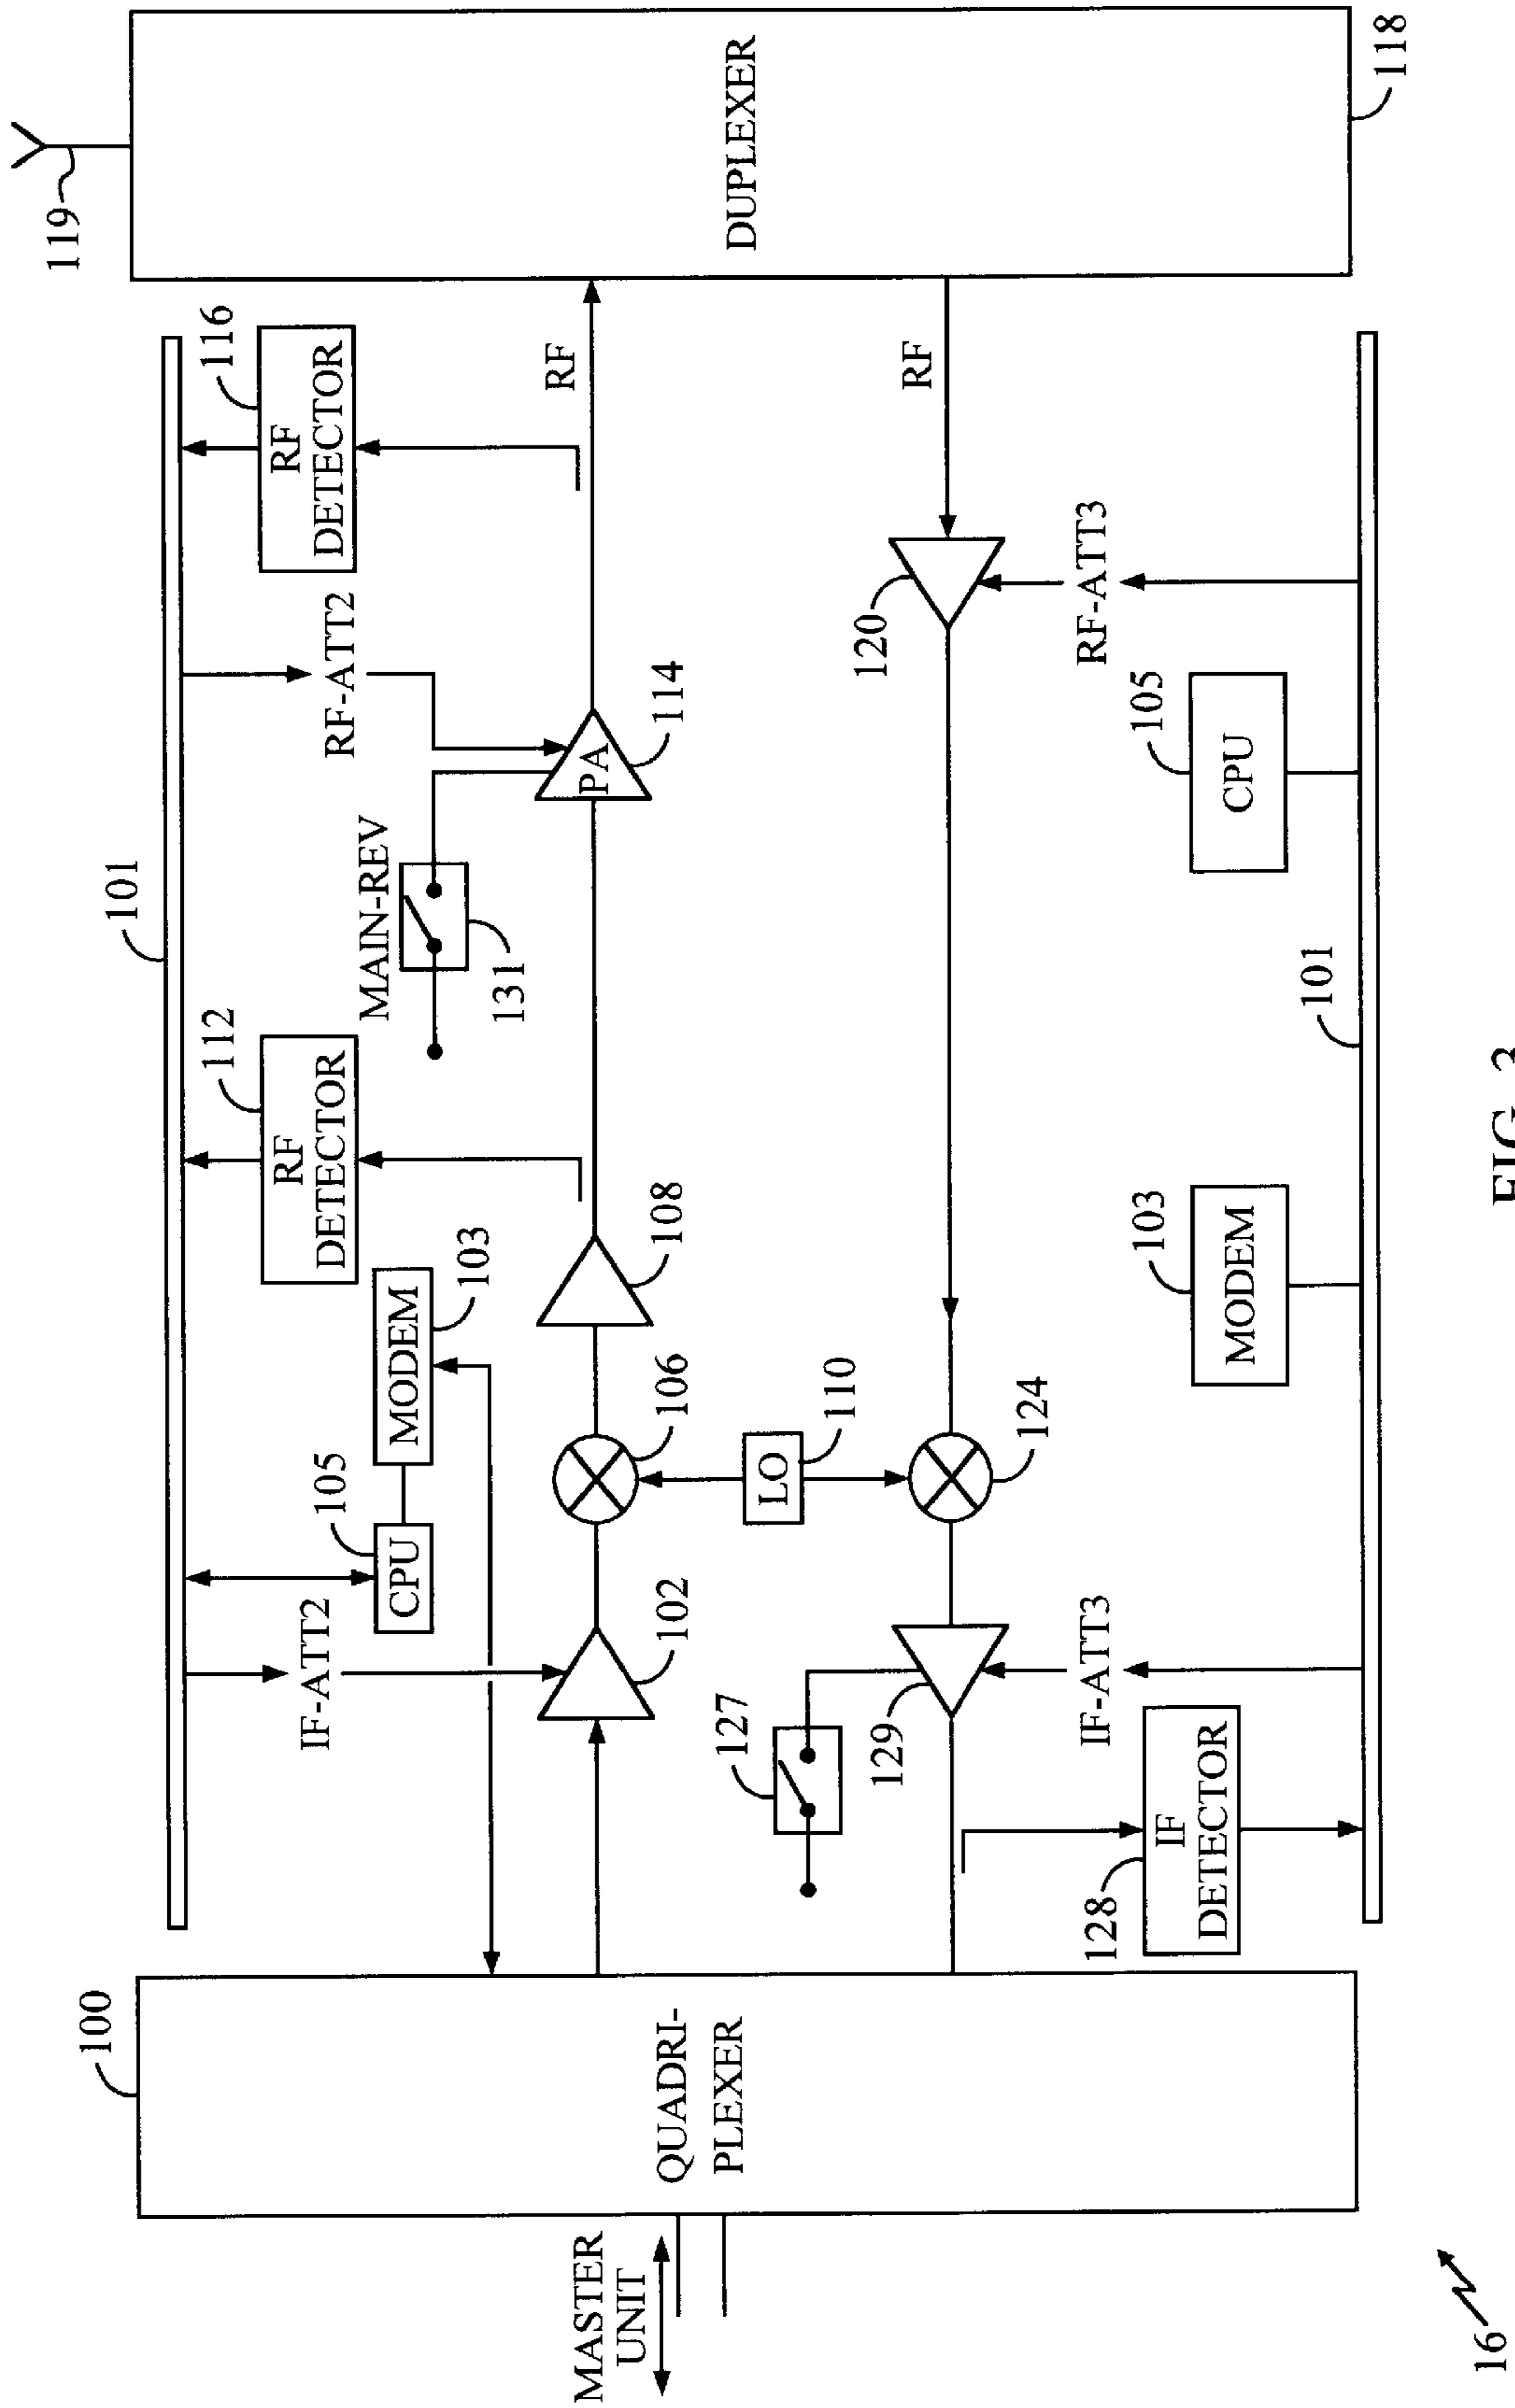 119
DUPLEXER
118
101
116
RF
DETECTOR
RF
RF
RF-ATT2
114
120
RF-ATT3
MAIN-REV
131
PA
105
CPU
112
RF
DETECTOR
101
103
MODEM
108
103
MODEM
105
CPU
106
LO
110
124
IF-ATT2
102
127
129
IF-ATT3
128
IF
DETECTOR
100
QUADRI-
PLEXER
MASTER
UNIT
16
FIG. 3